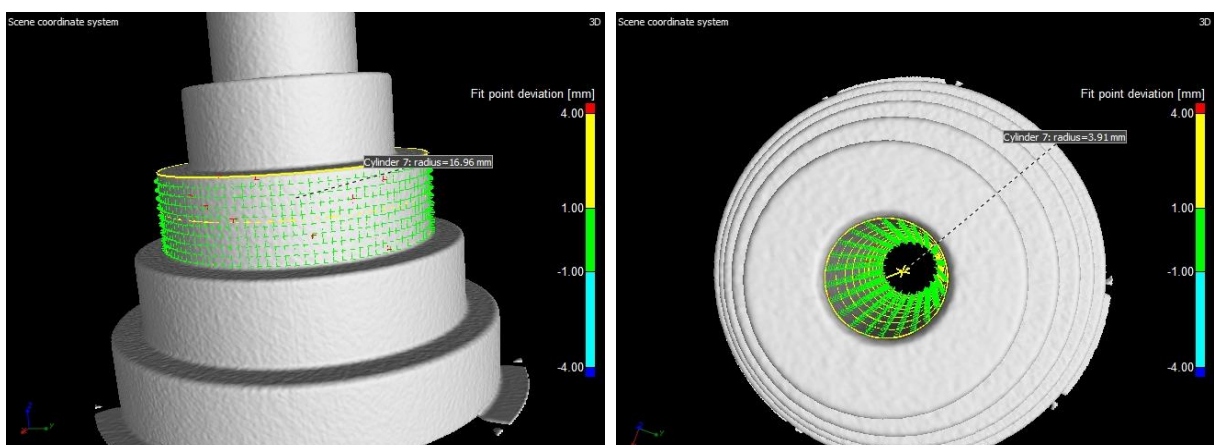 Scene coordinate system
3D
Fit point deviation [mm]
4.00
Cylinder 7: radius=16.96 mm
1.00
-1.00
-4.00
Scene coordinate system
3D
Fit point deviation [mm]
4.00
Cylinder 7: radius=3.91 mm
1.00
-1.00
-4.00